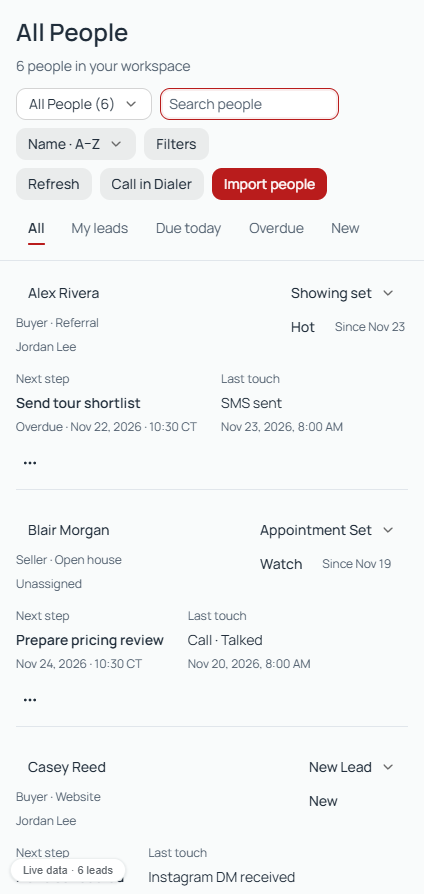 All People
6 people in your workspace
All People (6)
Search people
Name · A–Z
Filters
Refresh
Call in Dialer
Import people
All
My leads
Due today
Overdue
New
Alex Rivera
Showing set
Buyer · Referral
Hot
Since Nov 23
Jordan Lee
Next step
Last touch
Send tour shortlist
SMS sent
Overdue · Nov 22, 2026 · 10:30 CT
Nov 23, 2026, 8:00 AM
Blair Morgan
Appointment Set
Seller · Open house
Watch
Since Nov 19
Unassigned
Next step
Last touch
Prepare pricing review
Call · Talked
Nov 24, 2026 · 10:30 CT
Nov 20, 2026, 8:00 AM
Casey Reed
New Lead
Buyer · Website
New
Jordan Lee
Next step
Last touch
Instagram DM received
Live data · 6 leads